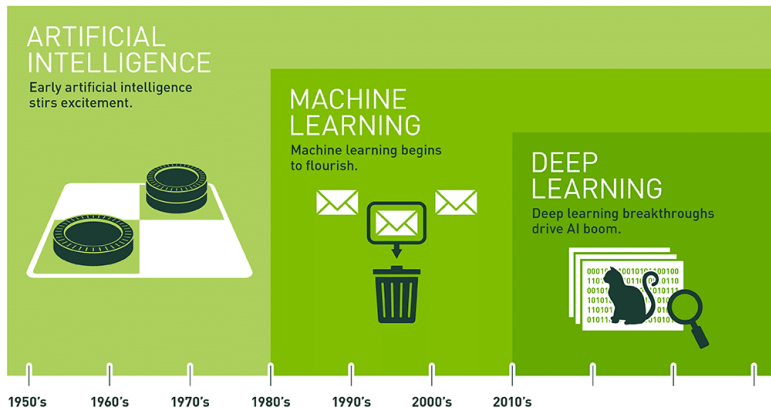 ARTIFICIAL
INTELLIGENCE
Early artificial intelligence
stirs excitement.
MACHINE
LEARNING
Machine learning begins
to flourish.
DEEP
LEARNING
Deep learning breakthroughs
drive AI boom.
1950's 1960's 1970's 1980's 1990's 2000's 2010's